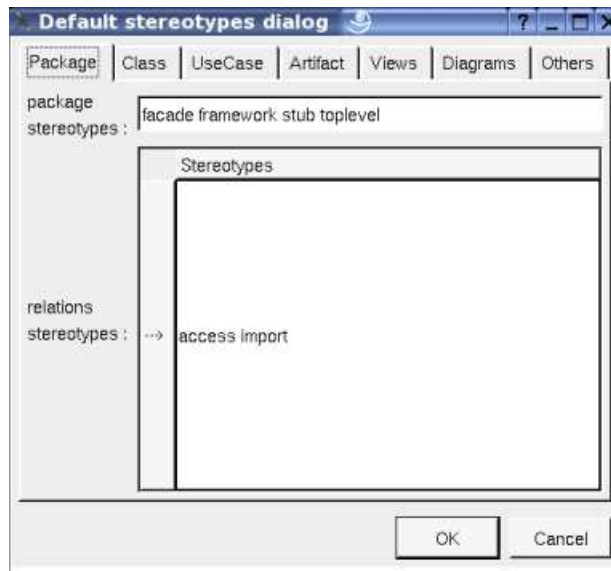 Default stereotypes dialog
Package Class UseCase Artifact Views Diagrams Others
package
stereotypes :
facade framework stub toplevel
Stereotypes
relations
stereotypes :
access import
OK Cancel